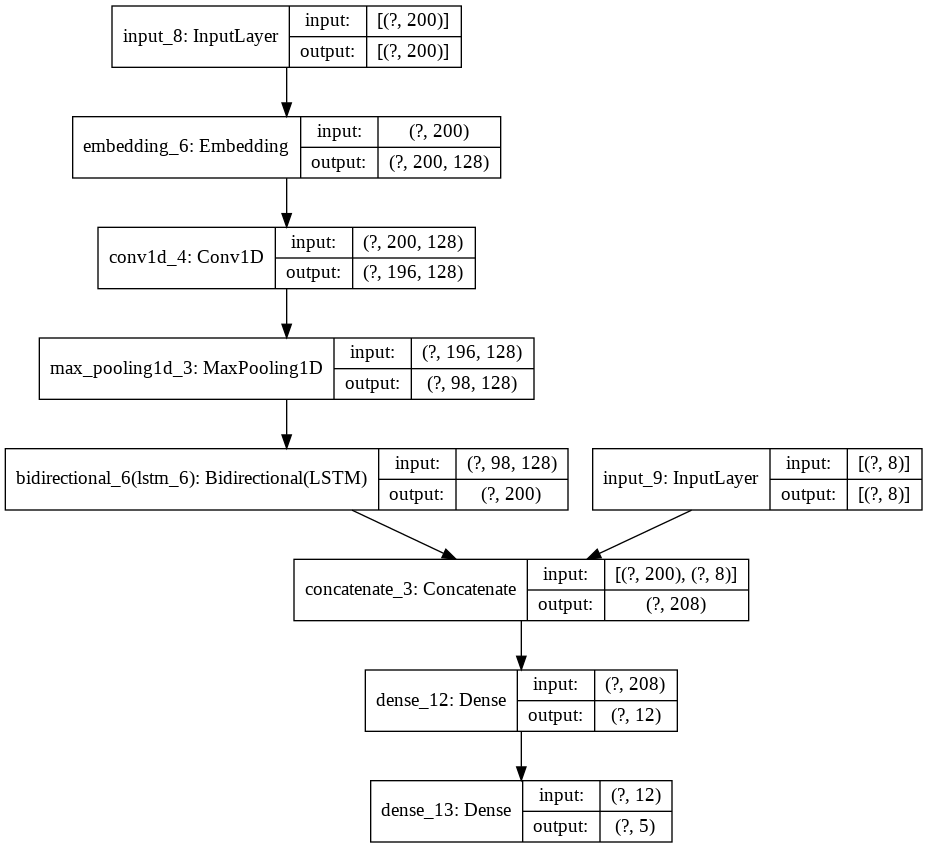 input_8: InputLayer
input: [(?, 200)]
output: [(?, 200)]
embedding_6: Embedding
input: (?, 200)
output: (?, 200, 128)
conv1d_4: Conv1D
input: (?, 200, 128)
output: (?, 196, 128)
max_pooling1d_3: MaxPooling1D
input: (?, 196, 128)
output: (?, 98, 128)
bidirectional_6(lstm_6): Bidirectional(LSTM)
input: (?, 98, 128)
output: (?, 200)
input_9: InputLayer
input: [(?, 8)]
output: [(?, 8)]
concatenate_3: Concatenate
input: [(?, 200), (?, 8)]
output: (?, 208)
dense_12: Dense
input: (?, 208)
output: (?, 12)
dense_13: Dense
input: (?, 12)
output: (?, 5)